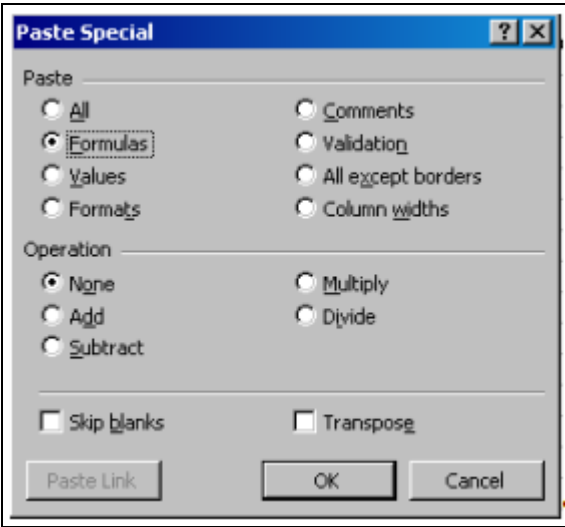 Paste Special
Paste
All
Comments
Formulas
Validation
Values
All except borders
Formats
Column widths
Operation
None
Multiply
Add
Divide
Subtract
Skip blanks
Transpose
Paste Link
OK
Cancel